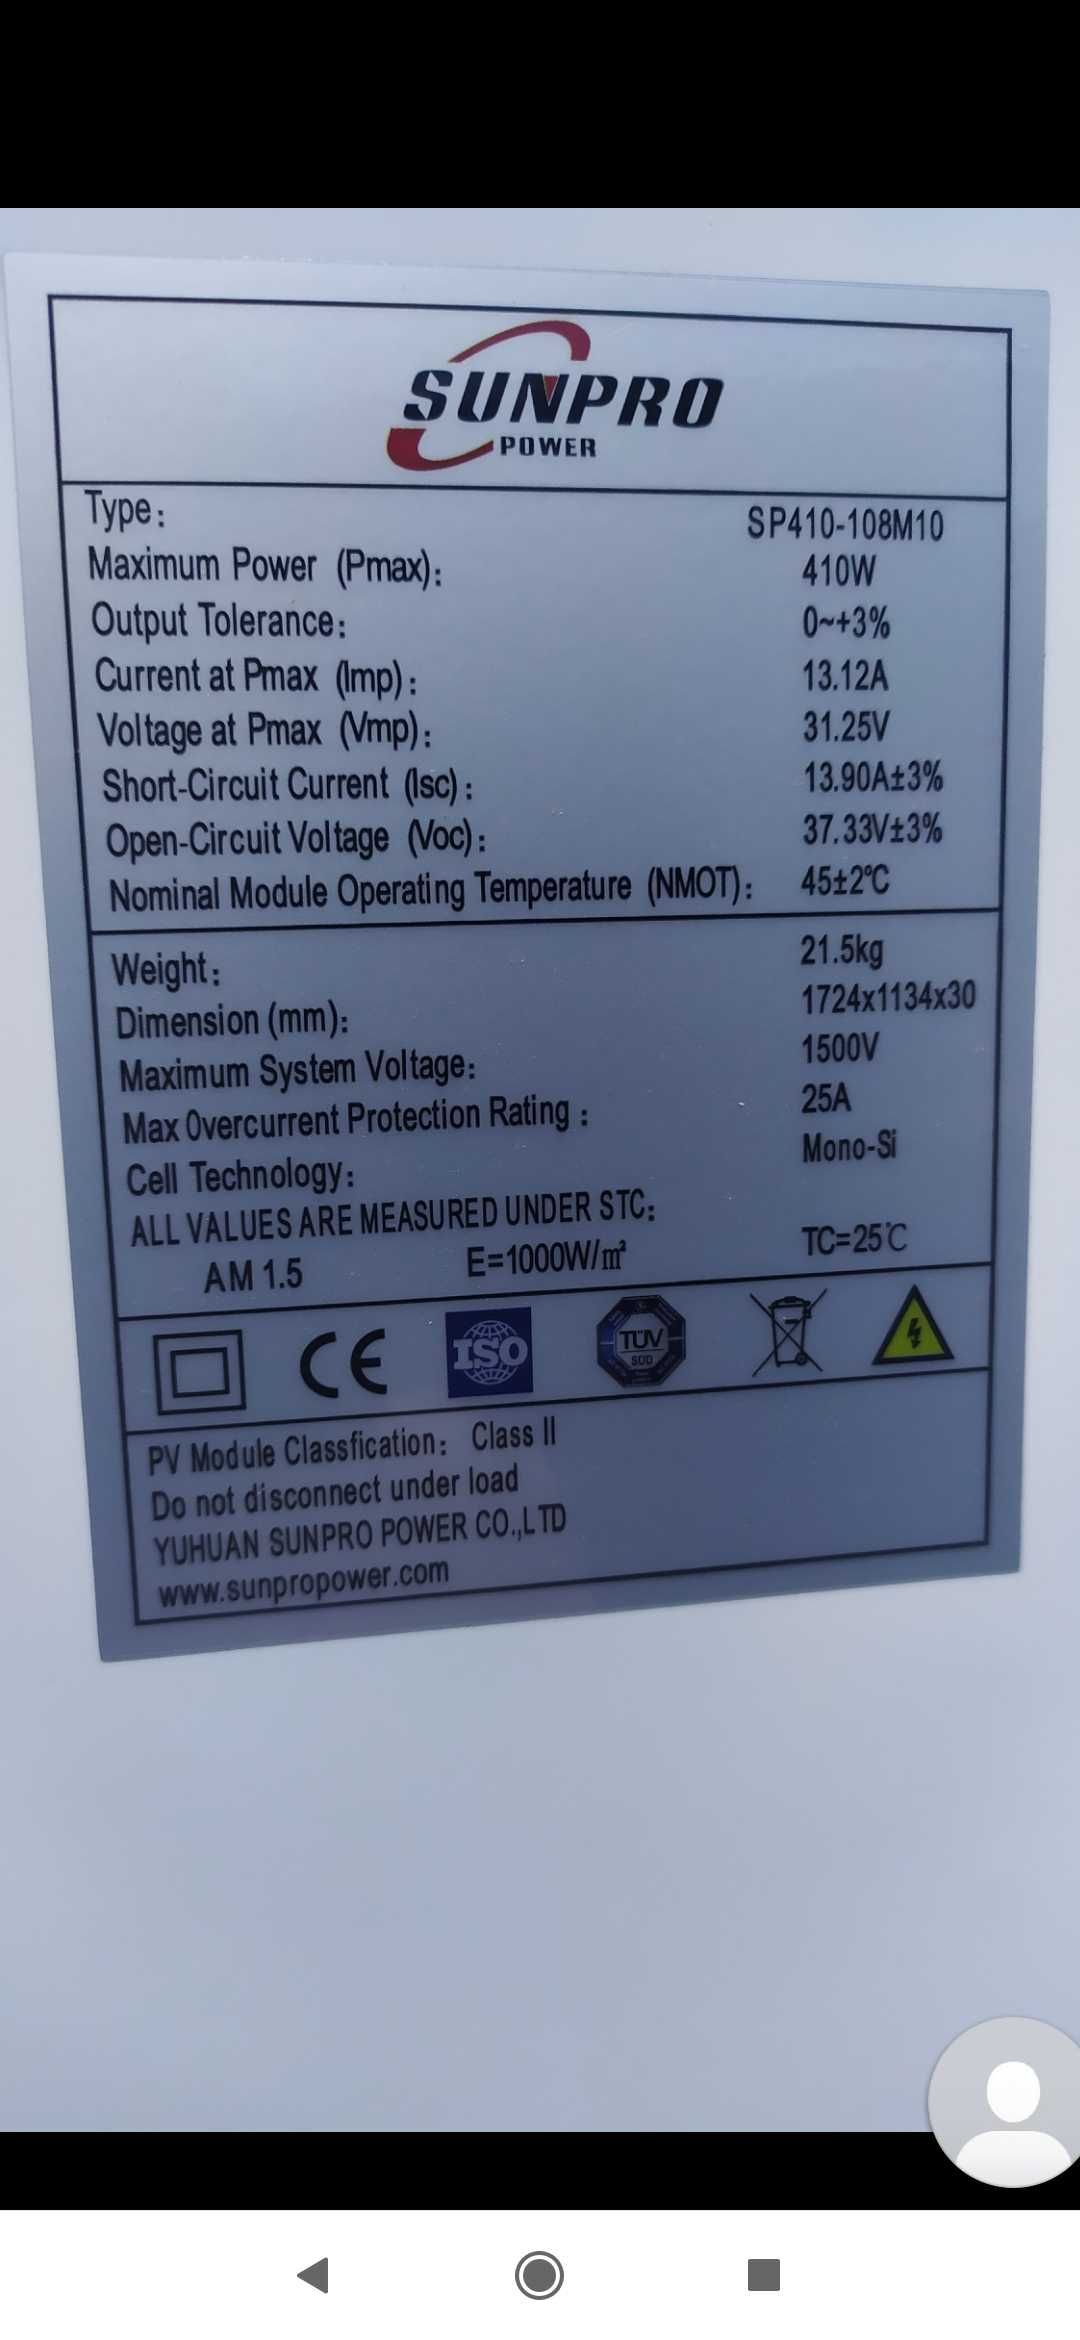 SUNPRO
POWER
Type: SP410-108M10
Maximum Power (Pmax): 410W
Output Tolerance: 0~+3%
Current at Pmax (Imp): 13.12A
Voltage at Pmax (Vmp): 31.25V
Short-Circuit Current (Isc): 13.90A±3%
Open-Circuit Voltage (Voc): 37.33V±3%
Nominal Module Operating Temperature (NMOT): 45±2℃
Weight: 21.5kg
Dimension (mm): 1724x1134x30
Maximum System Voltage: 1500V
Max Overcurrent Protection Rating: 25A
Cell Technology: Mono-Si
ALL VALUES ARE MEASURED UNDER STC:
AM 1.5 E=1000W/㎡ TC=25℃
CE ISO TÜV
SÜD
PV Module Classfication: Class II
Do not disconnect under load
YUHUAN SUNPRO POWER CO.,LTD
www.sunpropower.com